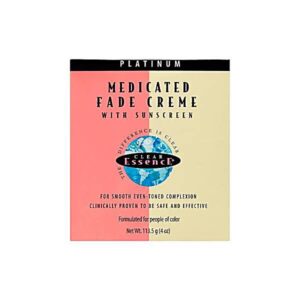 PLATINUM
MEDICATED
FADE CREME
WITH SUNSCREEN
THE DIFFERENCE IS CLEAR
CLEAR
Essence
FOR SMOOTH EVEN-TONED COMPLEXION
CLINICALLY PROVEN TO BE SAFE AND EFFECTIVE
Formulated for people of color
Net Wt. 113.5g (4 oz)